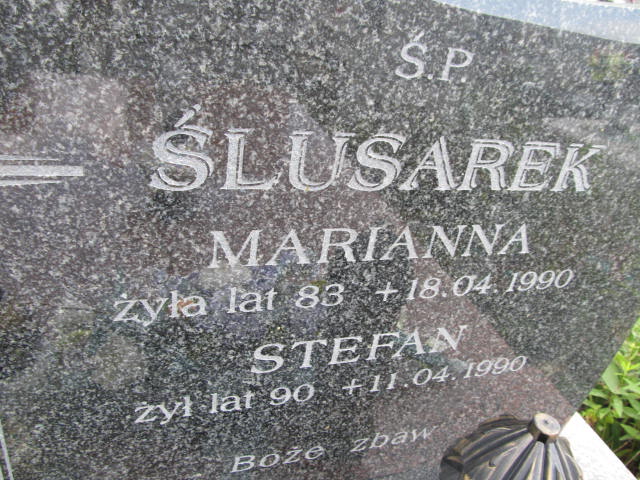 Ś.P.
ŚLUSAREK
MARIANNA
żyła lat 83 +18.04.1990
STEFAN
żył lat 90 +11.04.1990
Boże zbaw